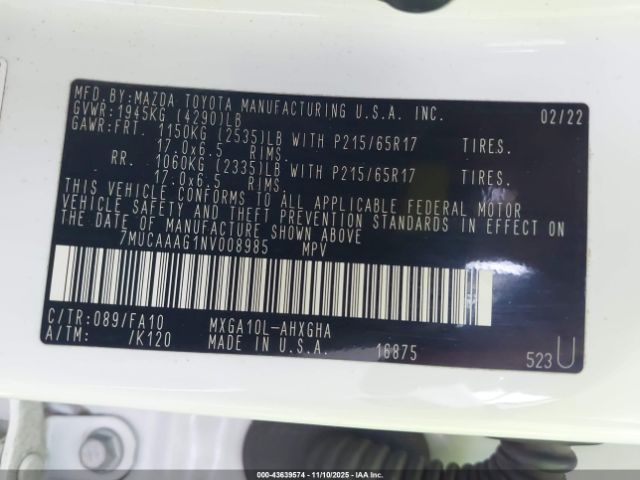 MFD. BY:MAZDA TOYOTA MANUFACTURING U.S.A. INC. 02/22
GVWR:1945KG (4290)LB
GAWR:FRT. 1150KG (2535)LB WITH P215/65R17 TIRES.
17.0x6.5 RIMS.
RR. 1060KG (2335)LB WITH P215/65R17 TIRES.
17.0x6.5 RIMS.
THIS VEHICLE CONFORMS TO ALL APPLICABLE FEDERAL MOTOR
VEHICLE SAFETY AND THEFT PREVENTION STANDARDS IN EFFECT ON
THE DATE OF MANUFACTURE SHOWN ABOVE
7MUCAAAG1NV008985 MPV
C/TR:089/FA10 MXGA10L-AHXGHA
A/TM: /K120 MADE IN U.S.A. 16875 523 U
000-43639574 - 11/10/2025 - IAA Inc.